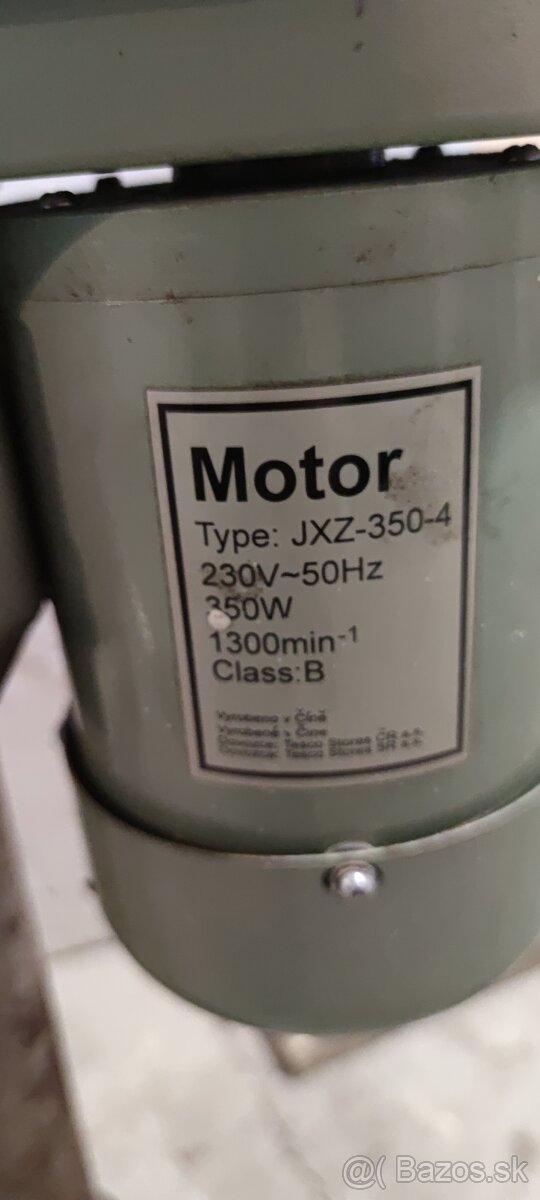 Motor
Type: JXZ-350-4
230V~50Hz
350W
1300min-1
Class:B
Vyrobeno v Číně
Vyrobené v Číne
Dovozce: Tesco Stores ČR a.s.
Dovozca: Tesco Stores SR a.s.
@( Bazos.sk